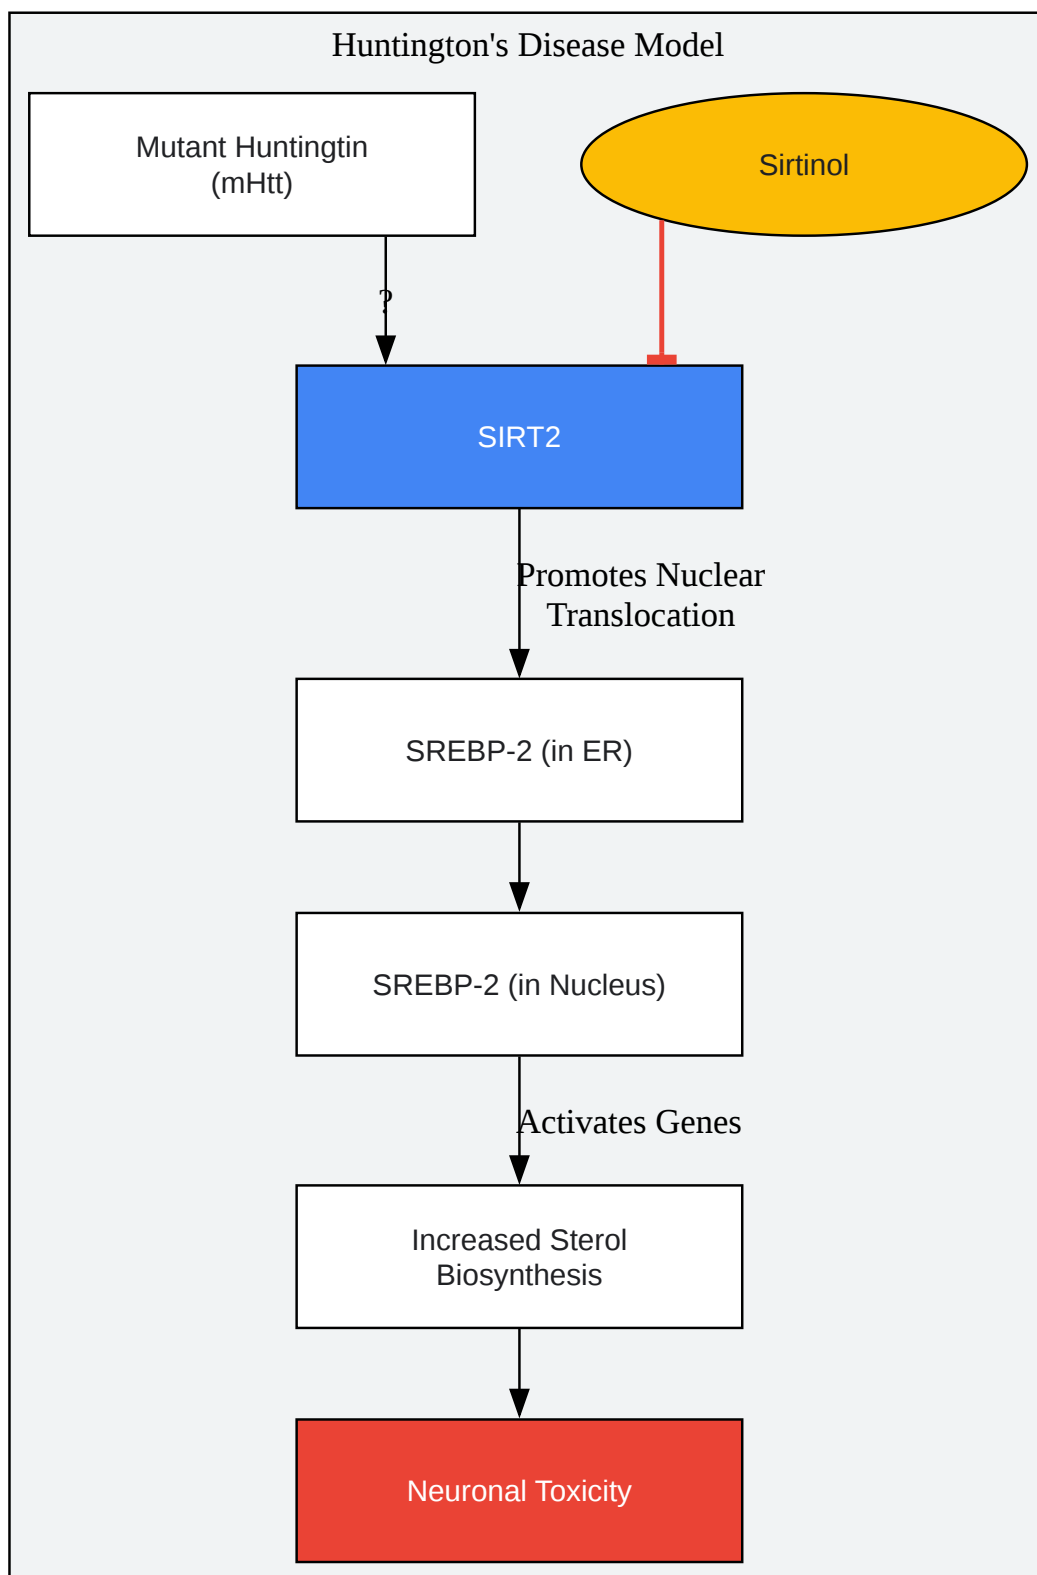 Huntington's Disease Model
Mutant Huntingtin
(mHtt)
Sirtinol
?
SIRT2
Promotes Nuclear
Translocation
SREBP-2 (in ER)
SREBP-2 (in Nucleus)
Activates Genes
Increased Sterol
Biosynthesis
Neuronal Toxicity